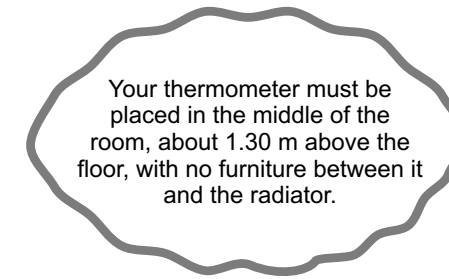 Your thermometer must be
placed in the middle of the
room, about 1.30 m above the
floor, with no furniture between it
and the radiator.